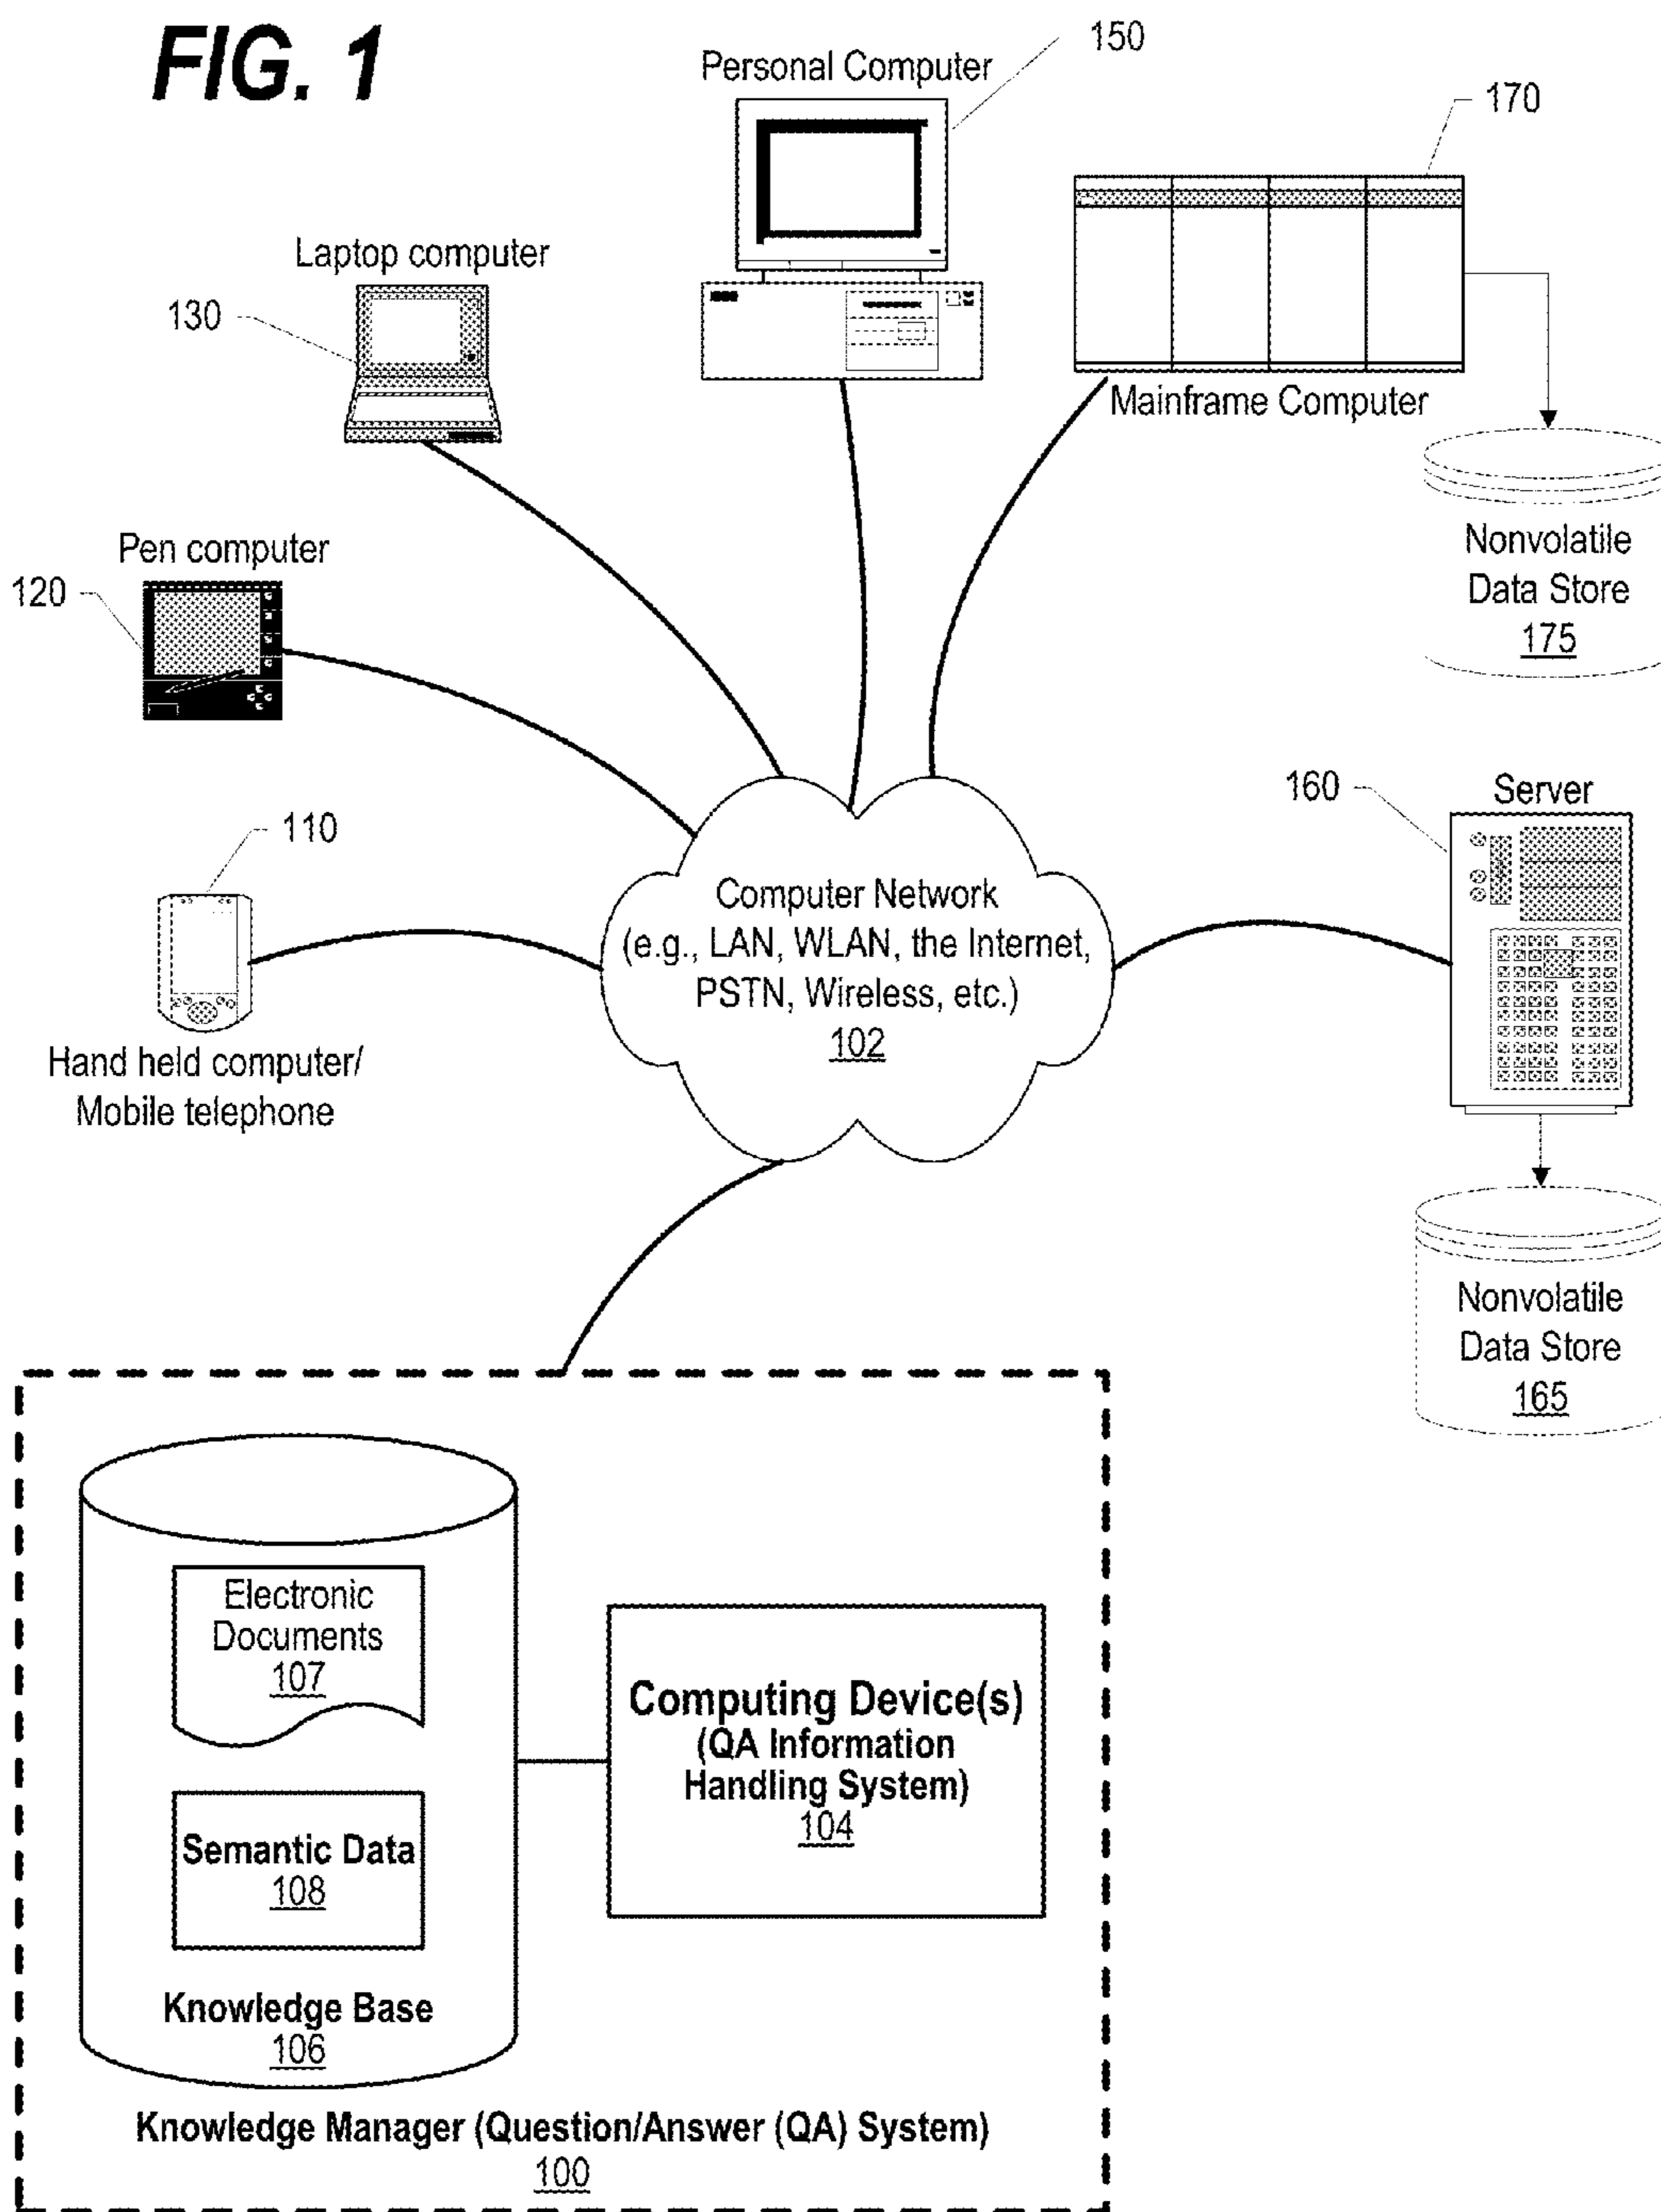 FIG. 1
Personal Computer
150
170
Laptop computer
130
Mainframe Computer
Nonvolatile
Data Store
175
Pen computer
120
160
Server
110
Hand held computer/
Mobile telephone
Computer Network
(e.g., LAN, WLAN, the Internet,
PSTN, Wireless, etc.)
102
Nonvolatile
Data Store
165
Electronic
Documents
107
Semantic Data
108
Knowledge Base
106
Computing Device(s)
(QA Information
Handling System)
104
Knowledge Manager (Question/Answer (QA) System)
100